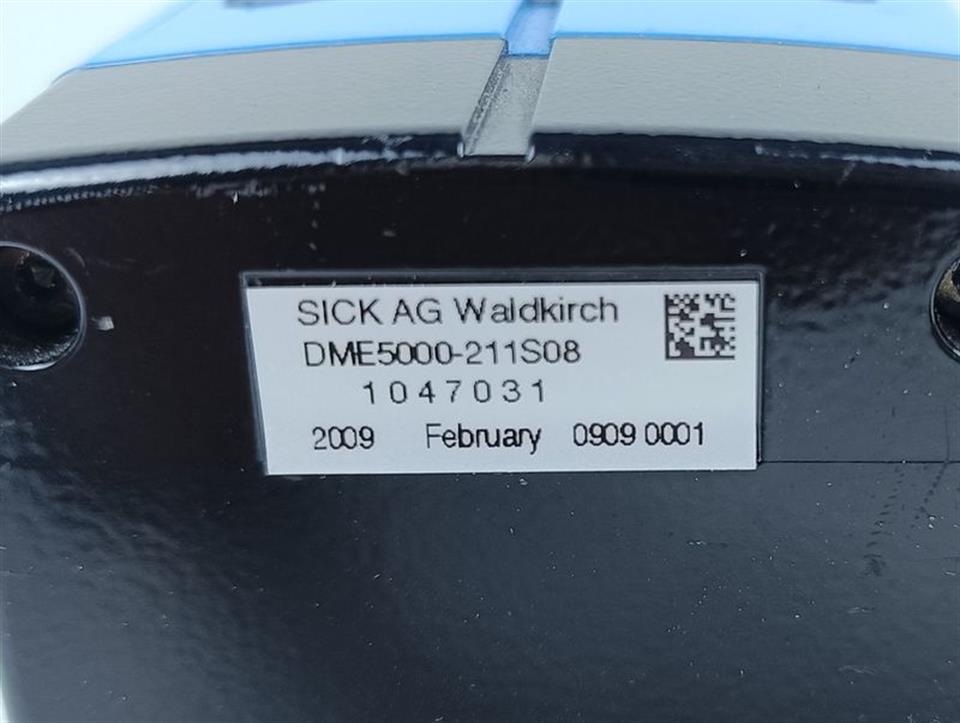 SICK AG Waldkirch
DME5000-211S08
1047031
2009 February 0909 0001